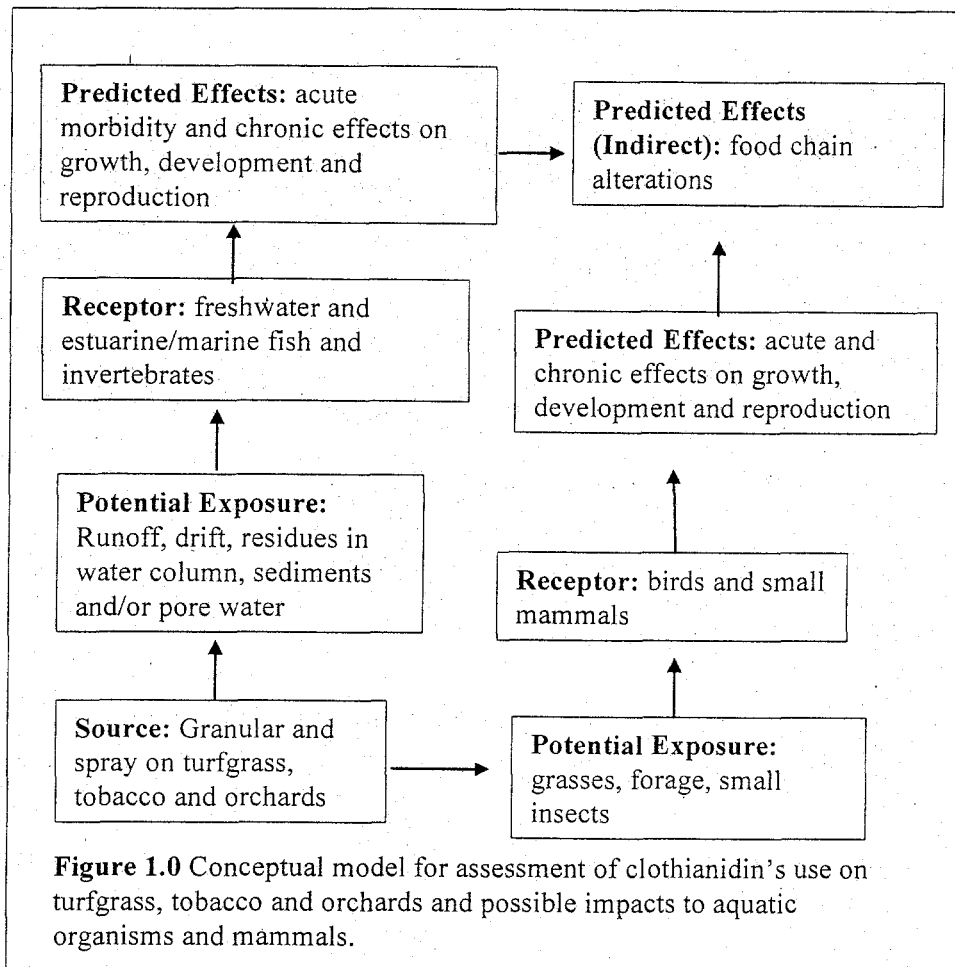 Predicted Effects: acute
morbidity and chronic effects on
growth, development and
reproduction
Predicted Effects
(Indirect): food chain
alterations
Receptor: freshwater and
estuarine/marine fish and
invertebrates
Predicted Effects: acute and
chronic effects on growth,
development and reproduction
Potential Exposure:
Runoff, drift, residues in
water column, sediments
and/or pore water
Receptor: birds and small
mammals
Source: Granular and
spray on turfgrass,
tobacco and orchards
Potential Exposure:
grasses, forage, small
insects
Figure 1.0 Conceptual model for assessment of clothianidin's use on
turfgrass, tobacco and orchards and possible impacts to aquatic
organisms and mammals.